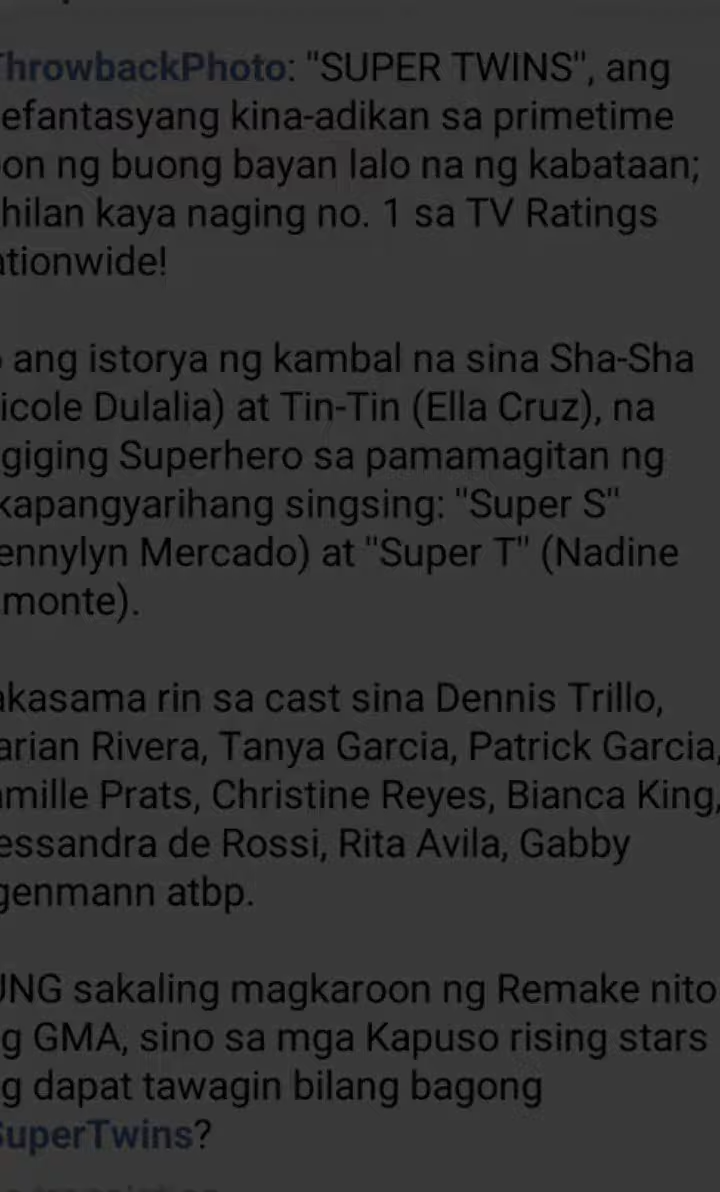 ThrowbackPhoto: "SUPER TWINS", ang
efantasyang kina-adikan sa primetime
on ng buong bayan lalo na ng kabataan;
hilan kaya naging no. 1 sa TV Ratings
ationwide!
ang istorya ng kambal na sina Sha-Sha
icole Dulalia) at Tin-Tin (Ella Cruz), na
giging Superhero sa pamamagitan ng
kapangyarihang singsing: "Super S"
ennylyn Mercado) at "Super T" (Nadine
monte).
akasama rin sa cast sina Dennis Trillo,
arian Rivera, Tanya Garcia, Patrick Garcia,
amille Prats, Christine Reyes, Bianca King,
essandra de Rossi, Rita Avila, Gabby
genmann atbp.
UNG sakaling magkaroon ng Remake nito
g GMA, sino sa mga Kapuso rising stars
g dapat tawagin bilang bagong
SuperTwins?